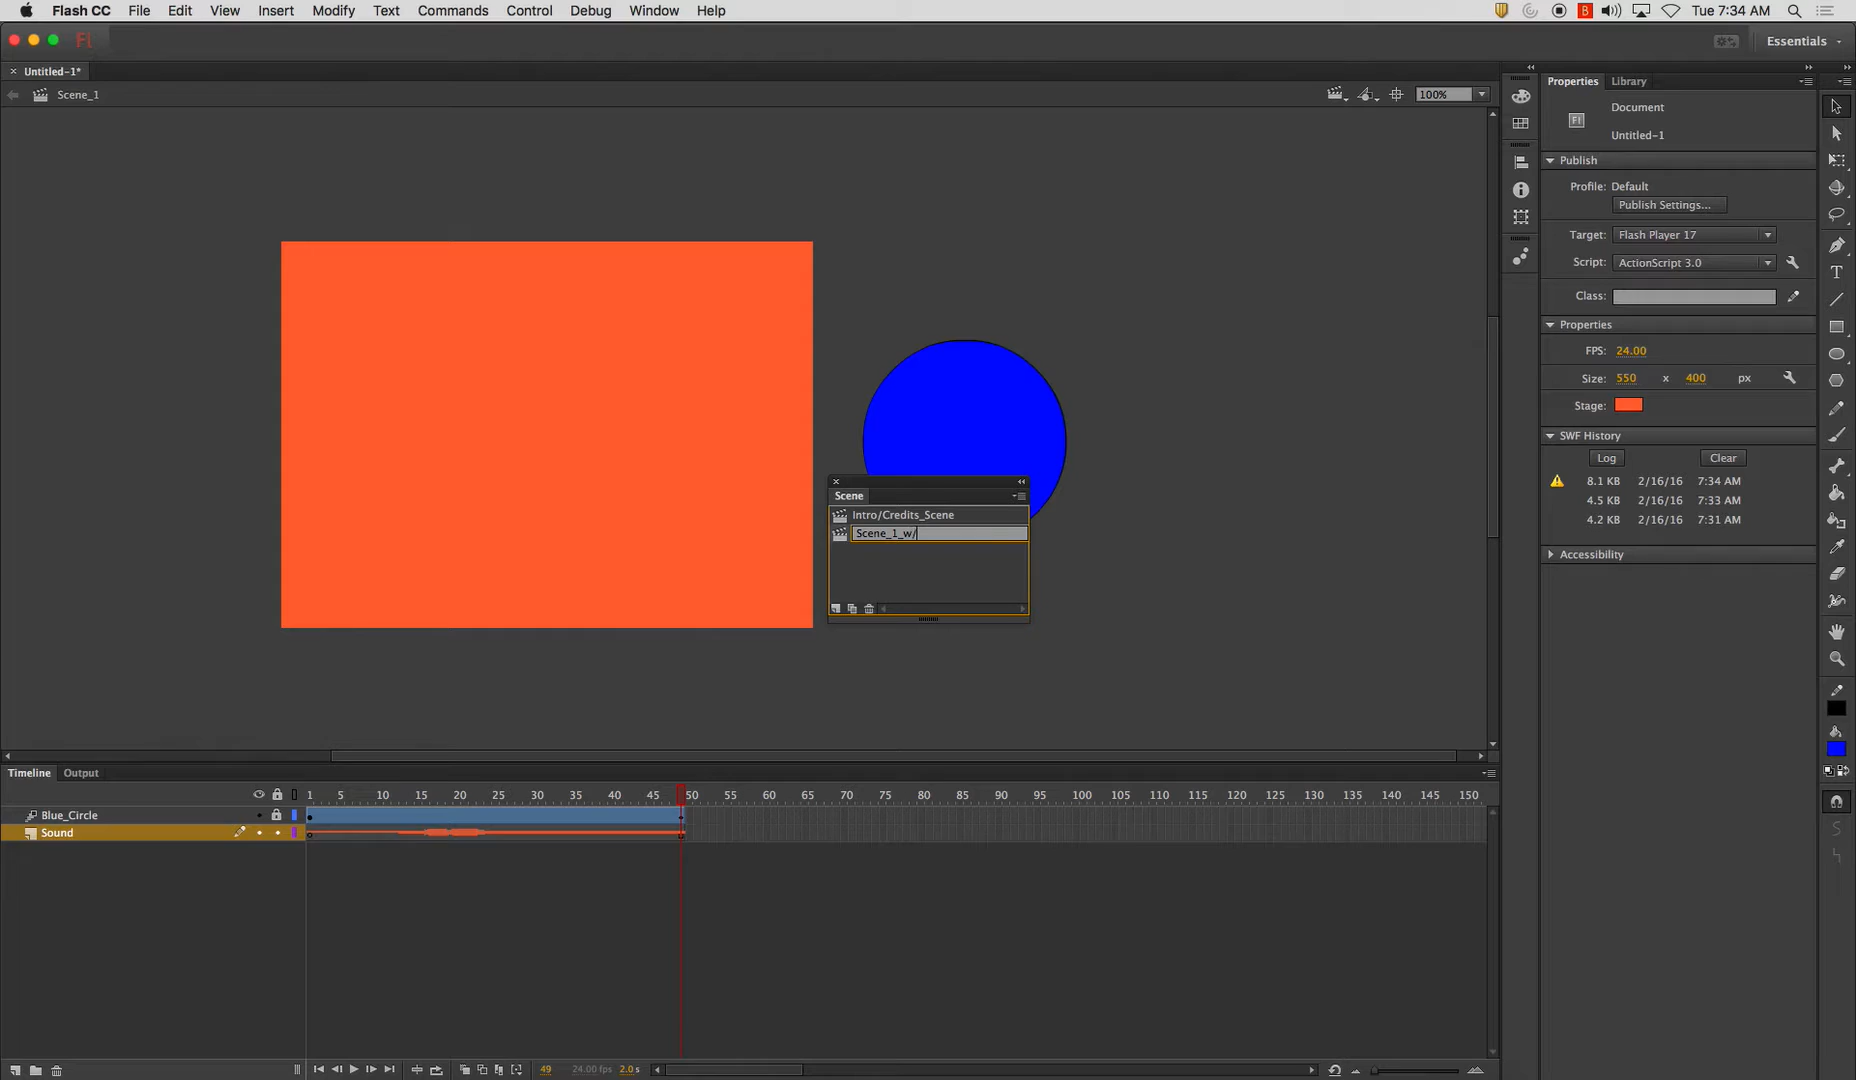 Flash CC File Edit View Insert Modify Text Commands Control Debug Window Help
B Tue 7:34 AM
Fl Essentials
× Untitled-1*
Scene_1 100%
Properties Library
Fl Document
Untitled-1
Publish
Profile: Default
Publish Settings...
Target: Flash Player 17
Script: ActionScript 3.0
Class:
Properties
FPS: 24.00
Size: 550 x 400 px
Stage:
SWF History
Log Clear
8.1 KB 2/16/16 7:34 AM
4.5 KB 2/16/16 7:33 AM
4.2 KB 2/16/16 7:31 AM
Accessibility
Scene
Intro/Credits_Scene
Scene_1_w/
Timeline Output
1 5 10 15 20 25 30 35 40 45 50 55 60 65 70 75 80 85 90 95 100 105 110 115 120 125 130 135 140 145 150
Blue_Circle
Sound
49 24.00 fps 2.0 s